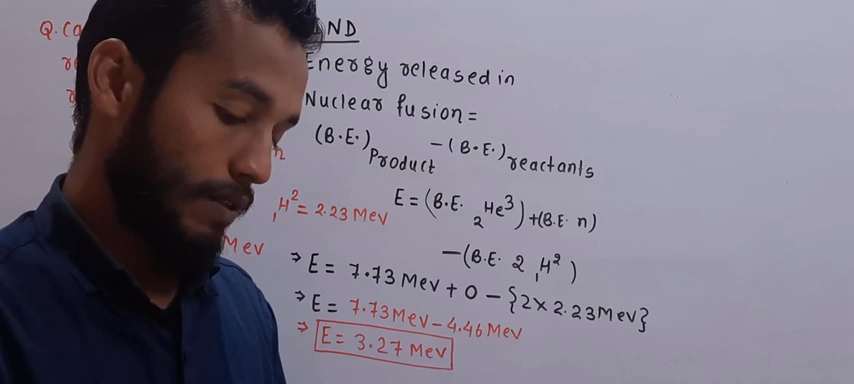 Q.
ND
Energy released in
Nuclear fusion =
(B.E.) Product - (B.E.) reactants
₁H² = 2.23 MeV
E = (B.E. ₂He³) + (B.E. n)
MeV
- (B.E. 2 ₁H²)
⇒ E = 7.73 MeV + 0 - {2 × 2.23 MeV}
⇒ E = 7.73 MeV - 4.46 MeV
⇒ E = 3.27 MeV